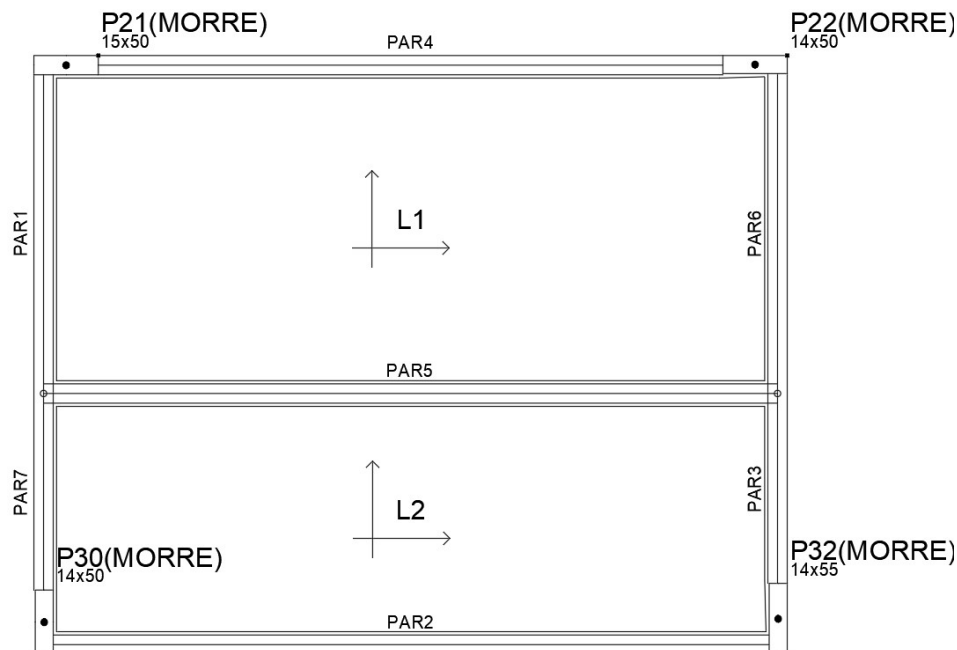 P21(MORRE)
15x50
PAR4
P22(MORRE)
14x50
PAR1
L1
PAR6
PAR5
PAR7
L2
PAR3
P30(MORRE)
14x50
P32(MORRE)
14x55
PAR2